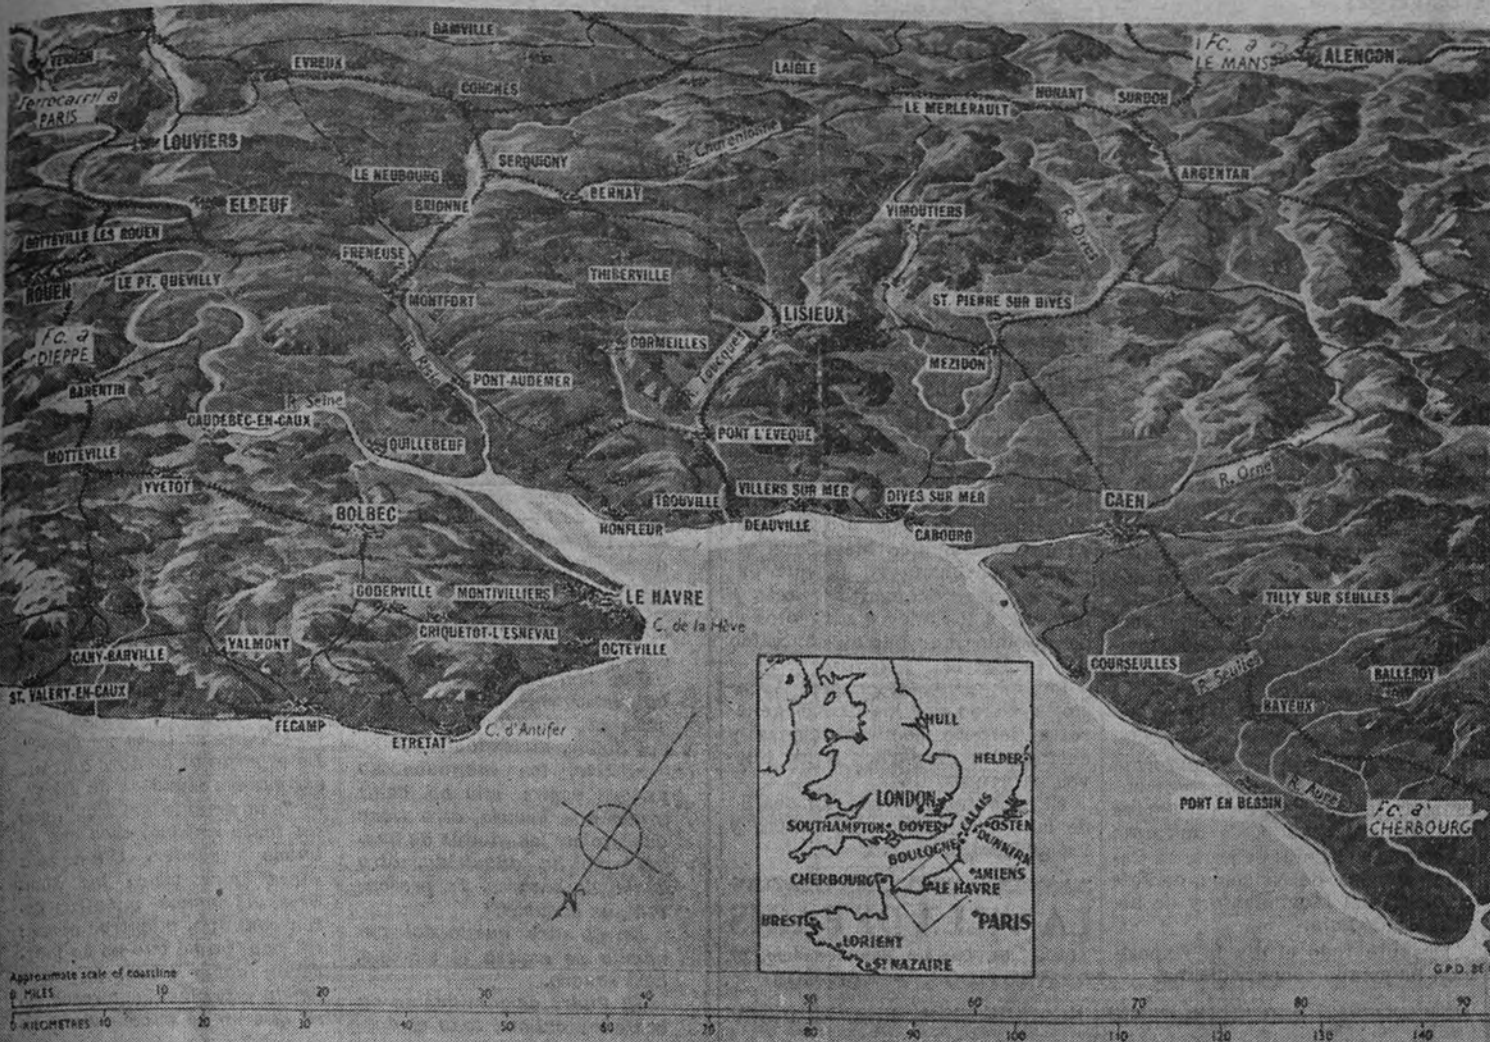 DAMVILLE
VERNON
EVREUX
CONCHES
LAIGLE
Fc. a
LE MANS
ALENCON
Ferrocarril a
PARIS
LOUVIERS
LE MERLERAULT
NONANT
SURDON
R. Charentonne
SERQUIGNY
LE NEUBOURG
BERNAY
ARGENTAN
ELBEUF
BRIONNE
VIMOUTIERS
R. Dives
SOTTEVILLE LES ROUEN
FRENEUSE
THIBERVILLE
ROUEN
LE PT. QUEVILLY
MONTFORT
ST. PIERRE SUR DIVES
LISIEUX
Fc. a
DIEPPE
R. Risle
CORMEILLES
R. Toucques
MEZIDON
BARENTIN
PONT-AUDEMER
R. Seine
CAUDEBEC-EN-CAUX
QUILLEBEUF
PONT L'EVEQUE
MOTTEVILLE
YVETOT
R. Orne
TROUVILLE
VILLERS SUR MER
DIVES SUR MER
CAEN
BOLBEC
HONFLEUR
DEAUVILLE
CABOURG
GODERVILLE
MONTIVILLIERS
LE HAVRE
TILLY SUR SEULLES
CRIQUETOT-L'ESNEVAL
C. de la Hève
VALMONT
OCTEVILLE
CANY-BARVILLE
COURSEULLES
R. Seulles
BALLEROY
ST. VALERY-EN-CAUX
BAYEUX
FECAMP
ETRETAT
C. d'Antifer
HULL
HELDER
R. Aure
PONT EN BESSIN
Fc. a
CHERBOURG
LONDON
CALAIS
SOUTHAMPTON
DOVER
OSTEN
DUNKERK
BOULOGNE
AMIENS
CHERBOURG
LE HAVRE
BREST
PARIS
LORIENT
ST NAZAIRE
N
G.P.D.
Approximate scale of coastline
0 MILES 10 20 30 40 50 60 70 80 90
0 KILOMETRES 10 20 30 40 50 60 70 80 90 100 110 120 130 140